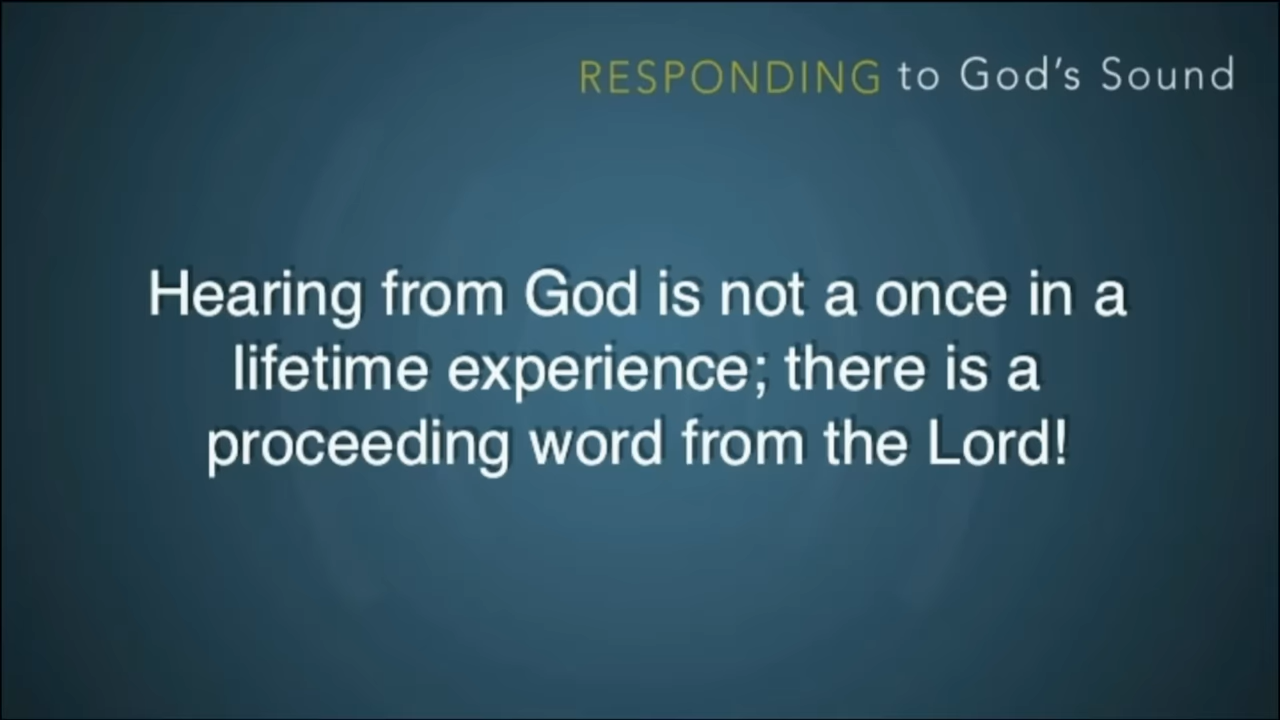 RESPONDING to God's Sound
Hearing from God is not a once in a
lifetime experience; there is a
proceeding word from the Lord!